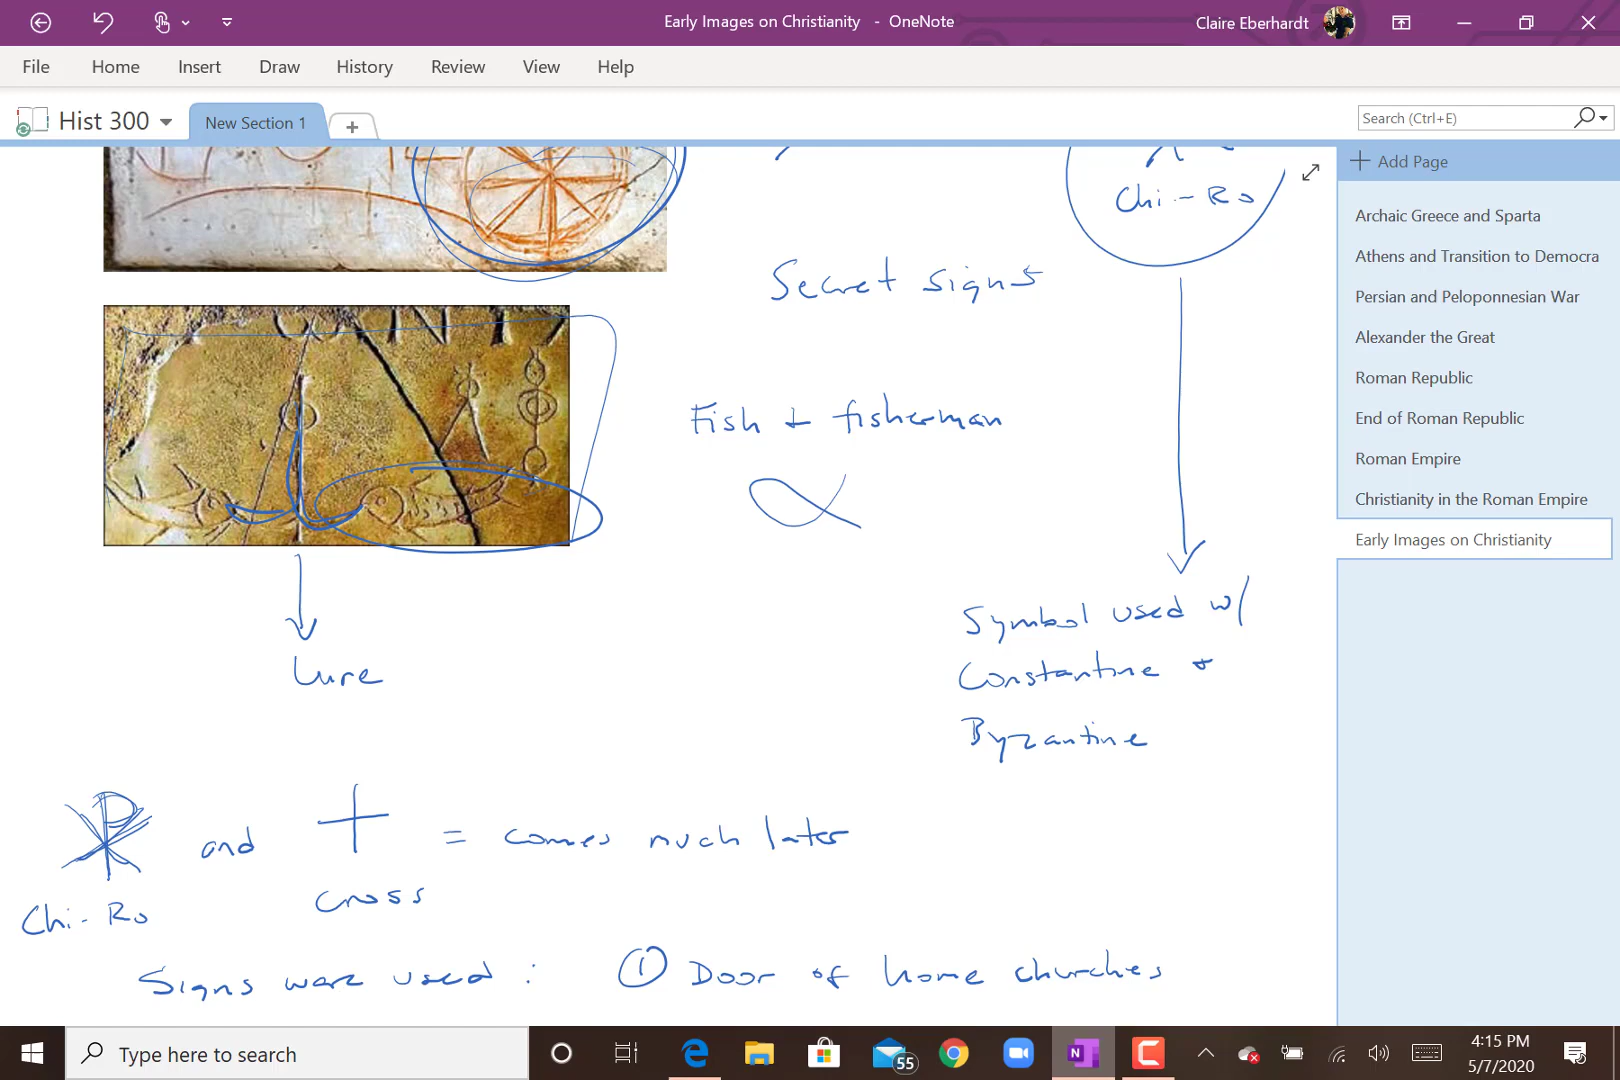 Early Images on Christianity - OneNote
Claire Eberhardt
File Home Insert Draw History Review View Help
Hist 300
New Section 1
Search (Ctrl+E)
Add Page
Archaic Greece and Sparta
Athens and Transition to Democra
Persian and Peloponnesian War
Alexander the Great
Roman Republic
End of Roman Republic
Roman Empire
Christianity in the Roman Empire
Early Images on Christianity
Chi-Ro
Secret signs
Fish + fisherman
Lure
Symbol used w/
Constantine +
Byzantine
and = comes much later
Chi-Ro
cross
Signs were used : ① Door of home churches
Type here to search
55
4:15 PM
5/7/2020